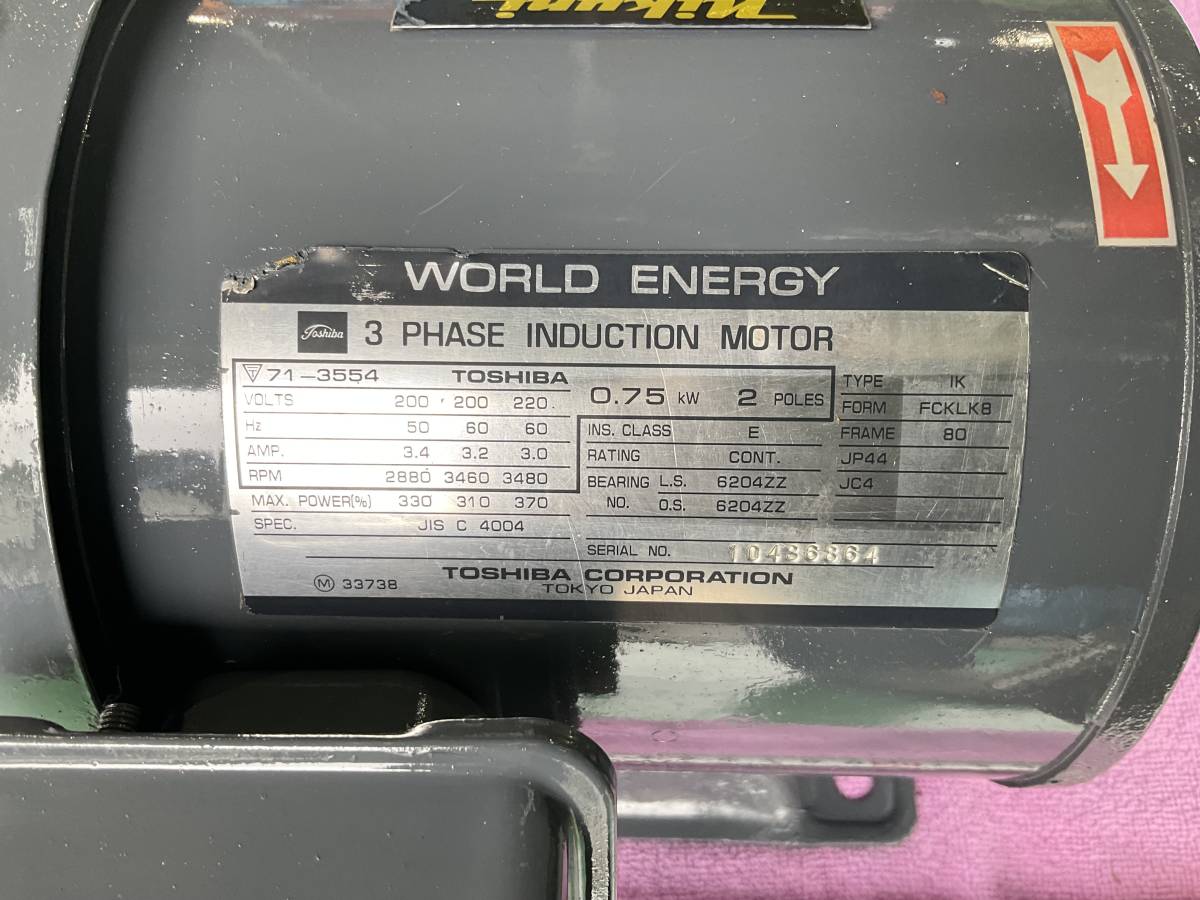 Nikuni
WORLD ENERGY
Toshiba 3 PHASE INDUCTION MOTOR
71-3554 TOSHIBA 0.75 kW 2 POLES
VOLTS 200 200 220
Hz 50 60 60
AMP. 3.4 3.2 3.0
RPM 2880 3460 3480
MAX. POWER(%) 330 310 370
SPEC. JIS C 4004
INS. CLASS E
RATING CONT.
BEARING L.S. 6204ZZ
NO. O.S. 6204ZZ
SERIAL NO. 10436864
TYPE IK
FORM FCKLK8
FRAME 80
JP44
JC4
M 33738
TOSHIBA CORPORATION
TOKYO JAPAN